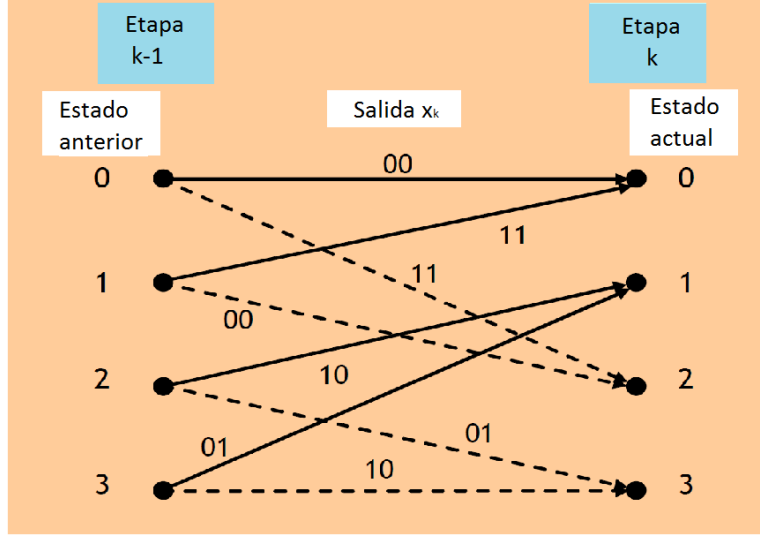 Etapa
k-1
Etapa
k
Estado
anterior
Salida xₖ
Estado
actual
0
00
0
11
1
11
1
00
2
10
2
01
01
3
10
3